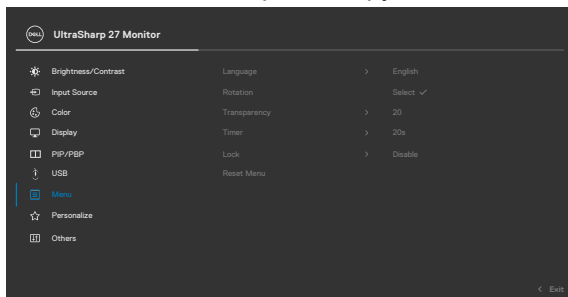 DELL UltraSharp 27 Monitor
Brightness/Contrast Language > English
Input Source Rotation Select ✓
Color Transparency > 20
Display Timer > 20s
PIP/PBP Lock > Disable
USB Reset Menu
Menu
Personalize
Others
< Exit